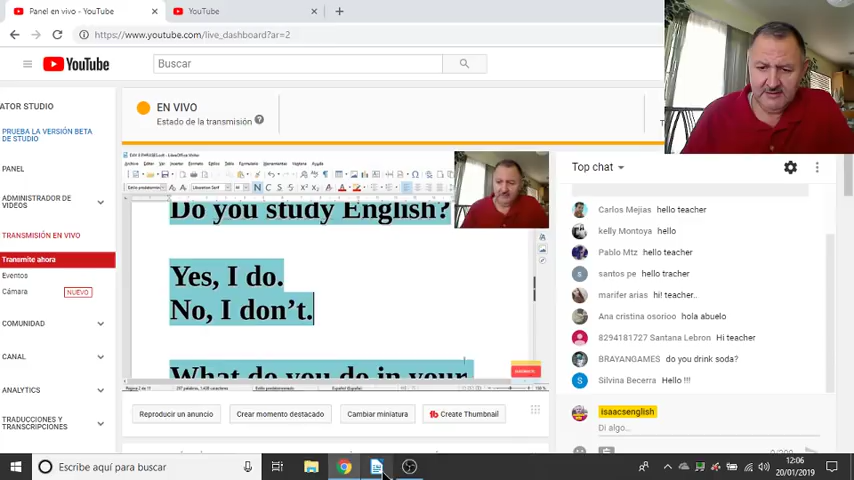 Panel en vivo - YouTube
YouTube
https://www.youtube.com/live_dashboard?ar=2
YouTube
Buscar
ATOR STUDIO
PRUEBA LA VERSIÓN BETA
DE STUDIO
PANEL
ADMINISTRADOR DE
VIDEOS
TRANSMISIÓN EN VIVO
Transmite ahora
Eventos
Cámara
NUEVO
COMUNIDAD
CANAL
ANALYTICS
TRADUCCIONES Y
TRANSCRIPCIONES
EN VIVO
Estado de la transmisión
T
Do you study English?
Yes, I do.
No, I don’t.
What do you do in your
Reproducir un anuncio
Crear momento destacado
Cambiar miniatura
Create Thumbnail
Top chat
Carlos Mejias hello teacher
kelly Montoya hello
Pablo Mtz hello teacher
santos pe hello tracher
marifer arias hi! teacher..
Ana cristina osorioo hola abuelo
8294181727 Santana Lebron Hi teacher
BRAYANGAMES do you drink soda?
Silvina Becerra Hello !!!
isaacsenglish
Di algo...
Escribe aquí para buscar
12:06
20/01/2019